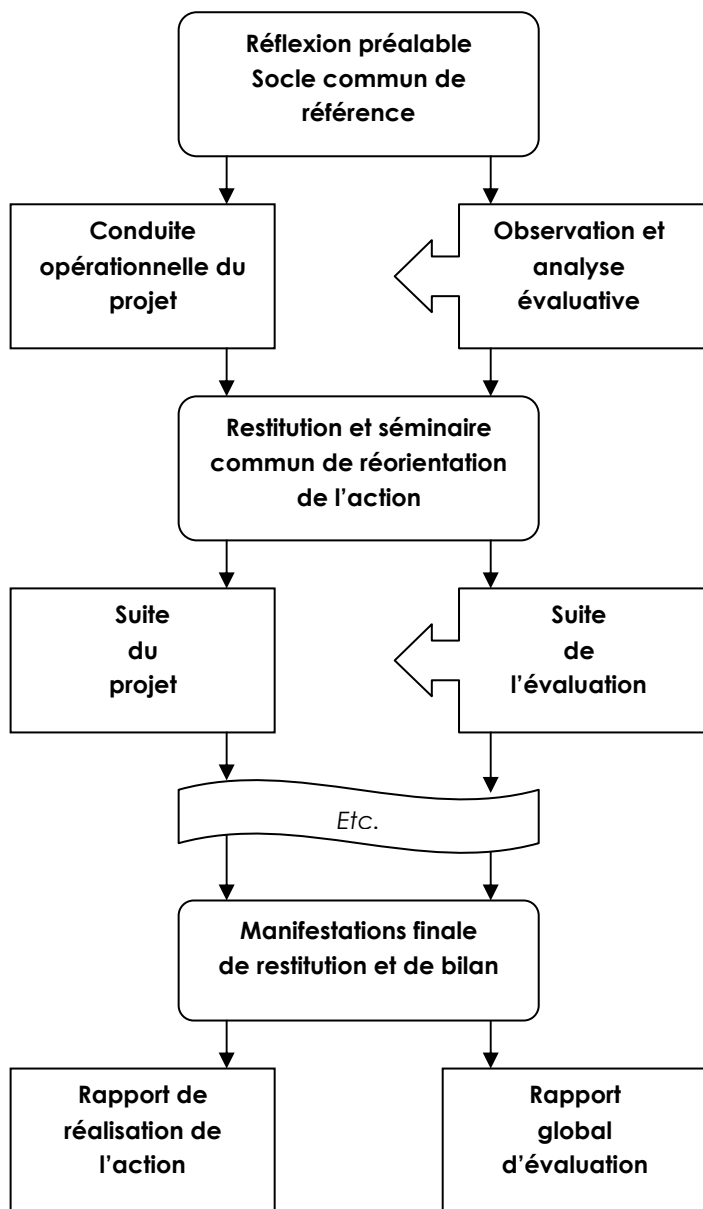 Réflexion préalable
Socle commun de
référence
Conduite
opérationnelle du
projet
Observation et
analyse
évaluative
Restitution et séminaire
commun de réorientation
de l’action
Suite
du
projet
Suite
de
l’évaluation
Etc.
Manifestations finale
de restitution et de bilan
Rapport de
réalisation de
l’action
Rapport
global
d’évaluation